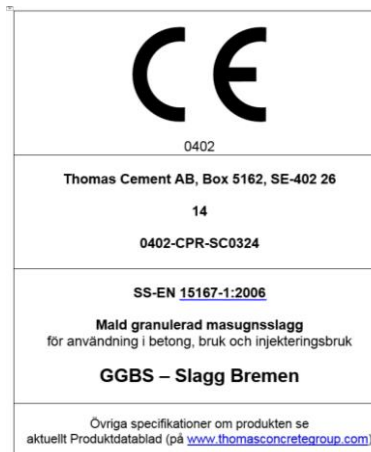 CE
0402
Thomas Cement AB, Box 5162, SE-402 26
14
0402-CPR-SC0324
SS-EN 15167-1:2006
Mald granulerad masugnsslagg
för användning i betong, bruk och injekteringsbruk
GGBS – Slagg Bremen
Övriga specifikationer om produkten se
aktuellt Produktdatablad (på www.thomasconcretegroup.com)